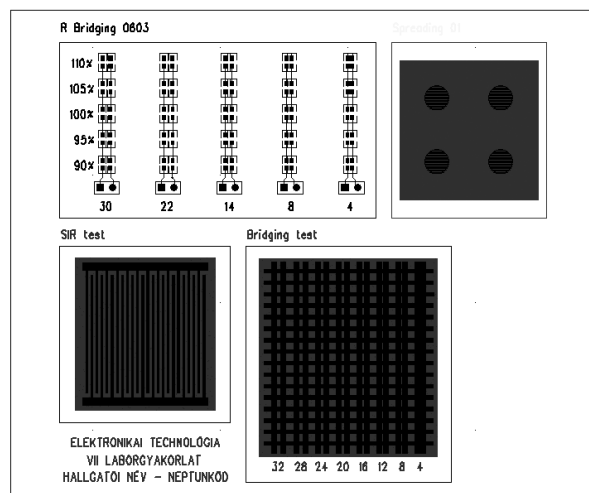 R Bridging 0603
Spreading 01
110%
105%
100%
95%
90%
30 22 14 8 4
SIR test
Bridging test
32 28 24 20 16 12 8 4
ELEKTRONIKAI TECHNOLÓGIA
VII LABORGYAKORLAT
HALLGATÓI NÉV - NEPTUNKÓD